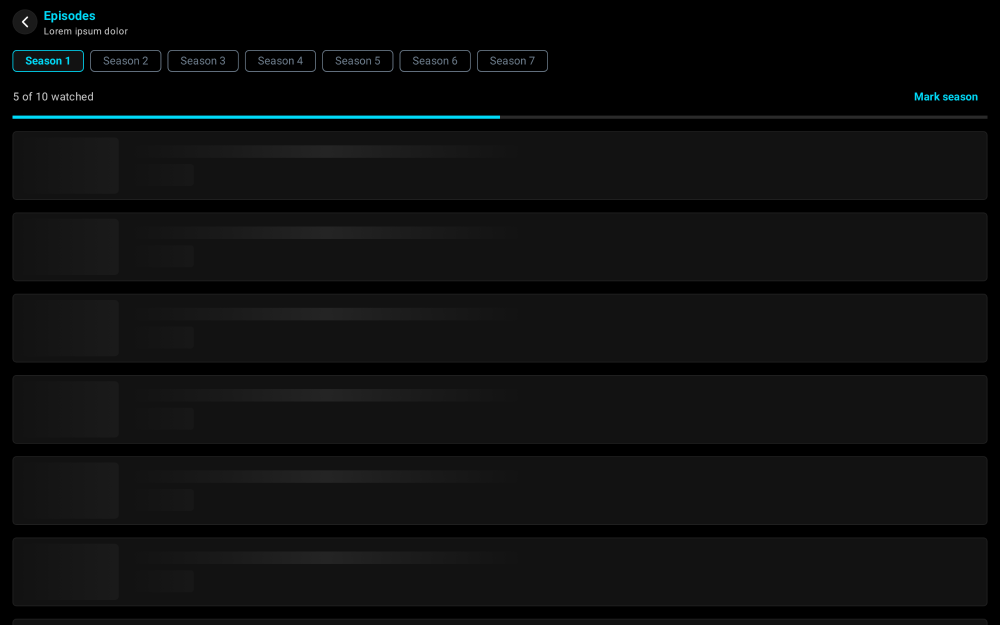 Episodes
Lorem ipsum dolor
Season 1
Season 2
Season 3
Season 4
Season 5
Season 6
Season 7
5 of 10 watched
Mark season